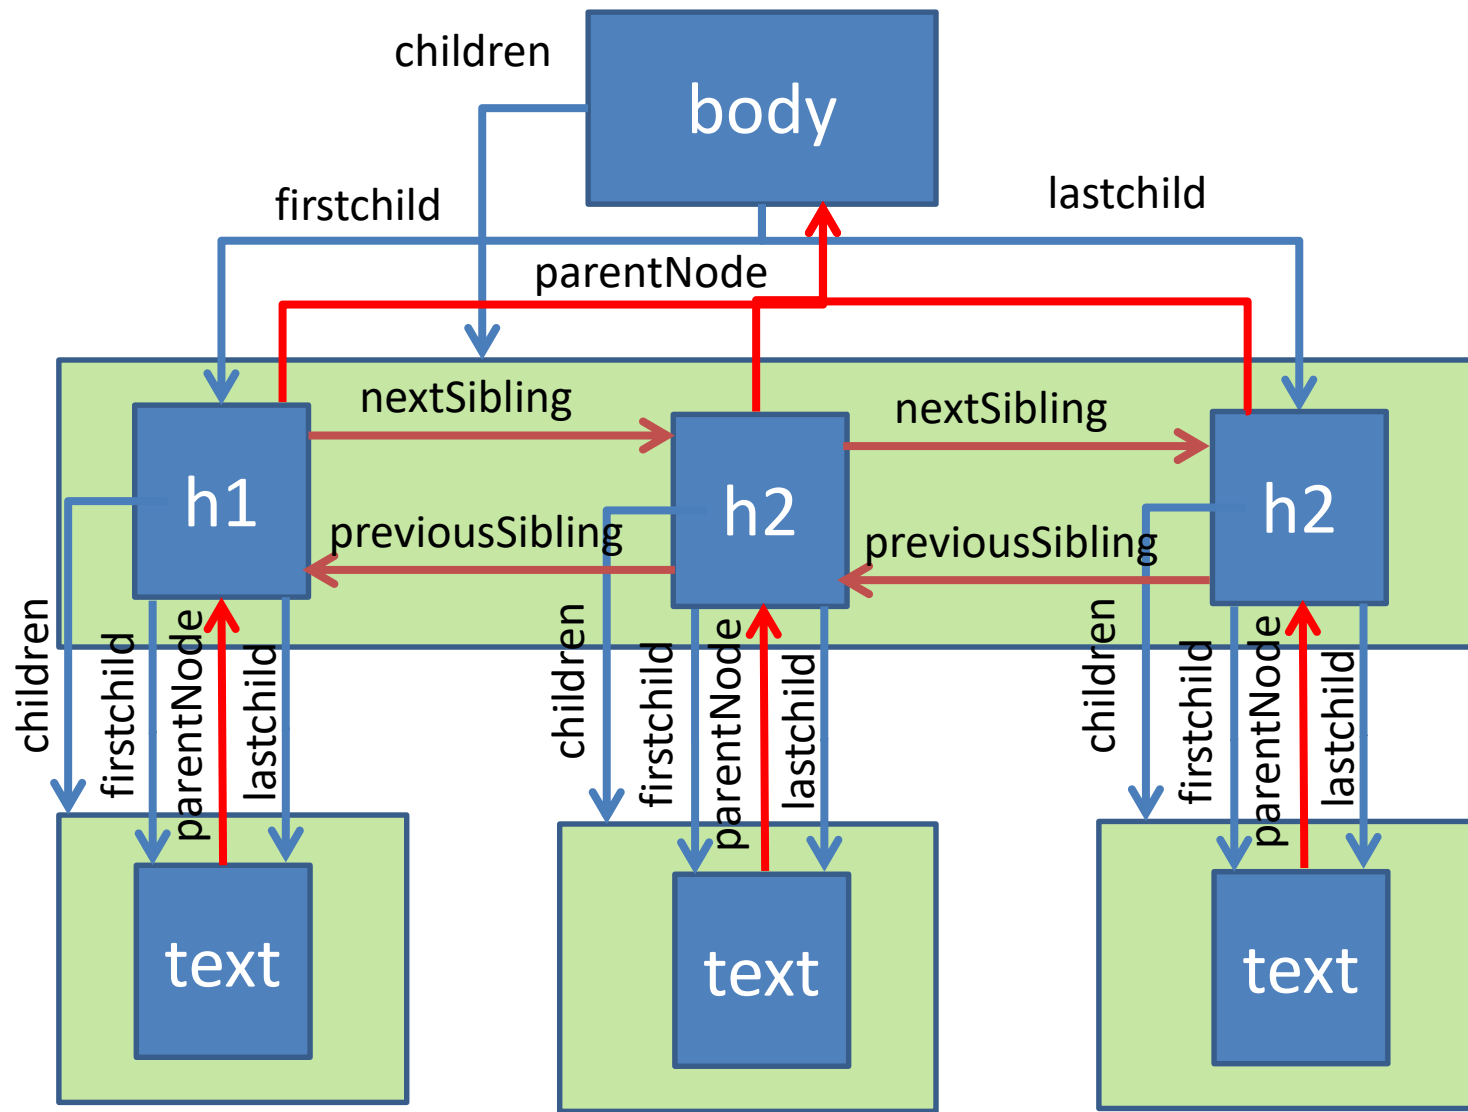 children
body
firstchild
lastchild
parentNode
nextSibling
nextSibling
h1
h2
h2
previousSibling
previousSibling
children
firstchild
parentNode
lastchild
children
firstchild
parentNode
lastchild
children
firstchild
parentNode
lastchild
text
text
text